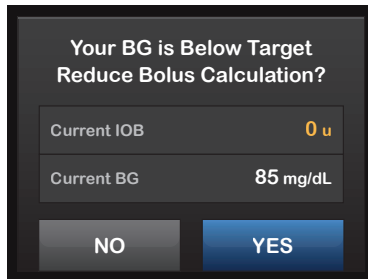 Your BG is Below Target
Reduce Bolus Calculation?
Current IOB 0 u
Current BG 85 mg/dL
NO YES